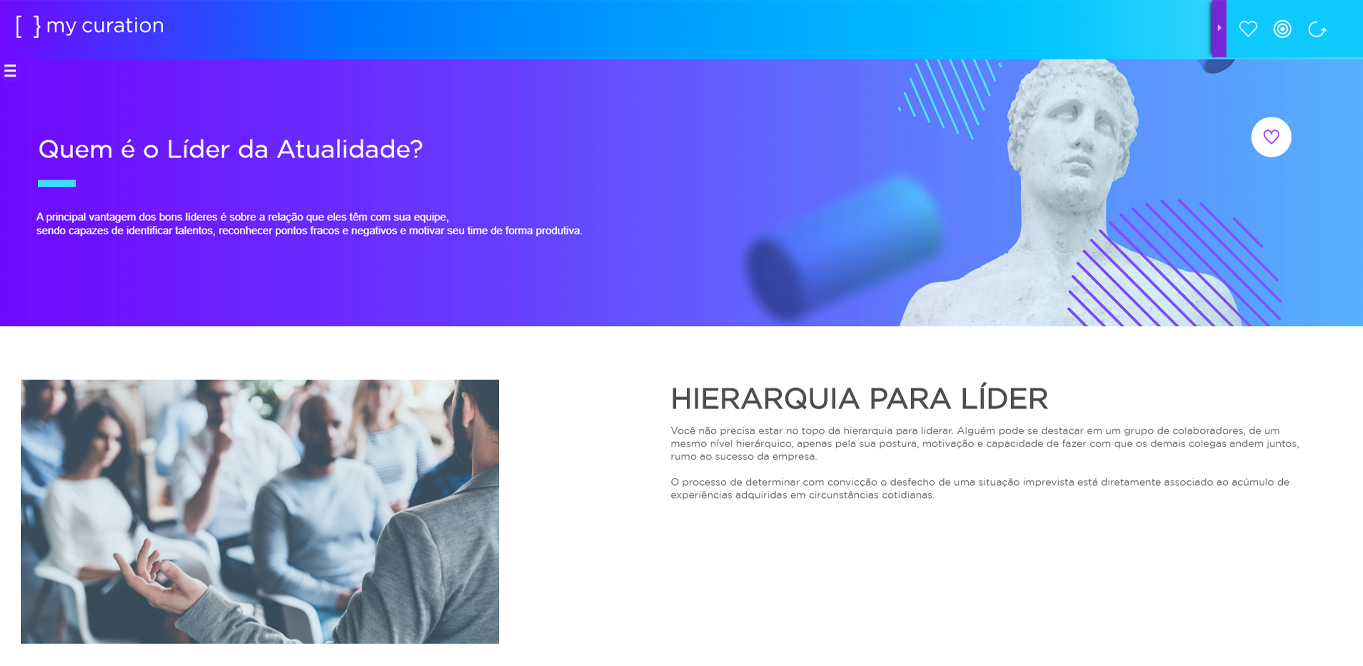 [ } my curation
Quem é o Líder da Atualidade?
A principal vantagem dos bons líderes é sobre a relação que eles têm com sua equipe,
sendo capazes de identificar talentos, reconhecer pontos fracos e negativos e motivar seu time de forma produtiva.
HIERARQUIA PARA LÍDER
Você não precisa estar no topo da hierarquia para liderar. Alguém pode se destacar em um grupo de colaboradores, de um
mesmo nível hierárquico, apenas pela sua postura, motivação e capacidade de fazer com que os demais colegas andem juntos,
rumo ao sucesso da empresa.
O processo de determinar com convicção o desfecho de uma situação imprevista está diretamente associado ao acúmulo de
experiências adquiridas em circunstâncias cotidianas.